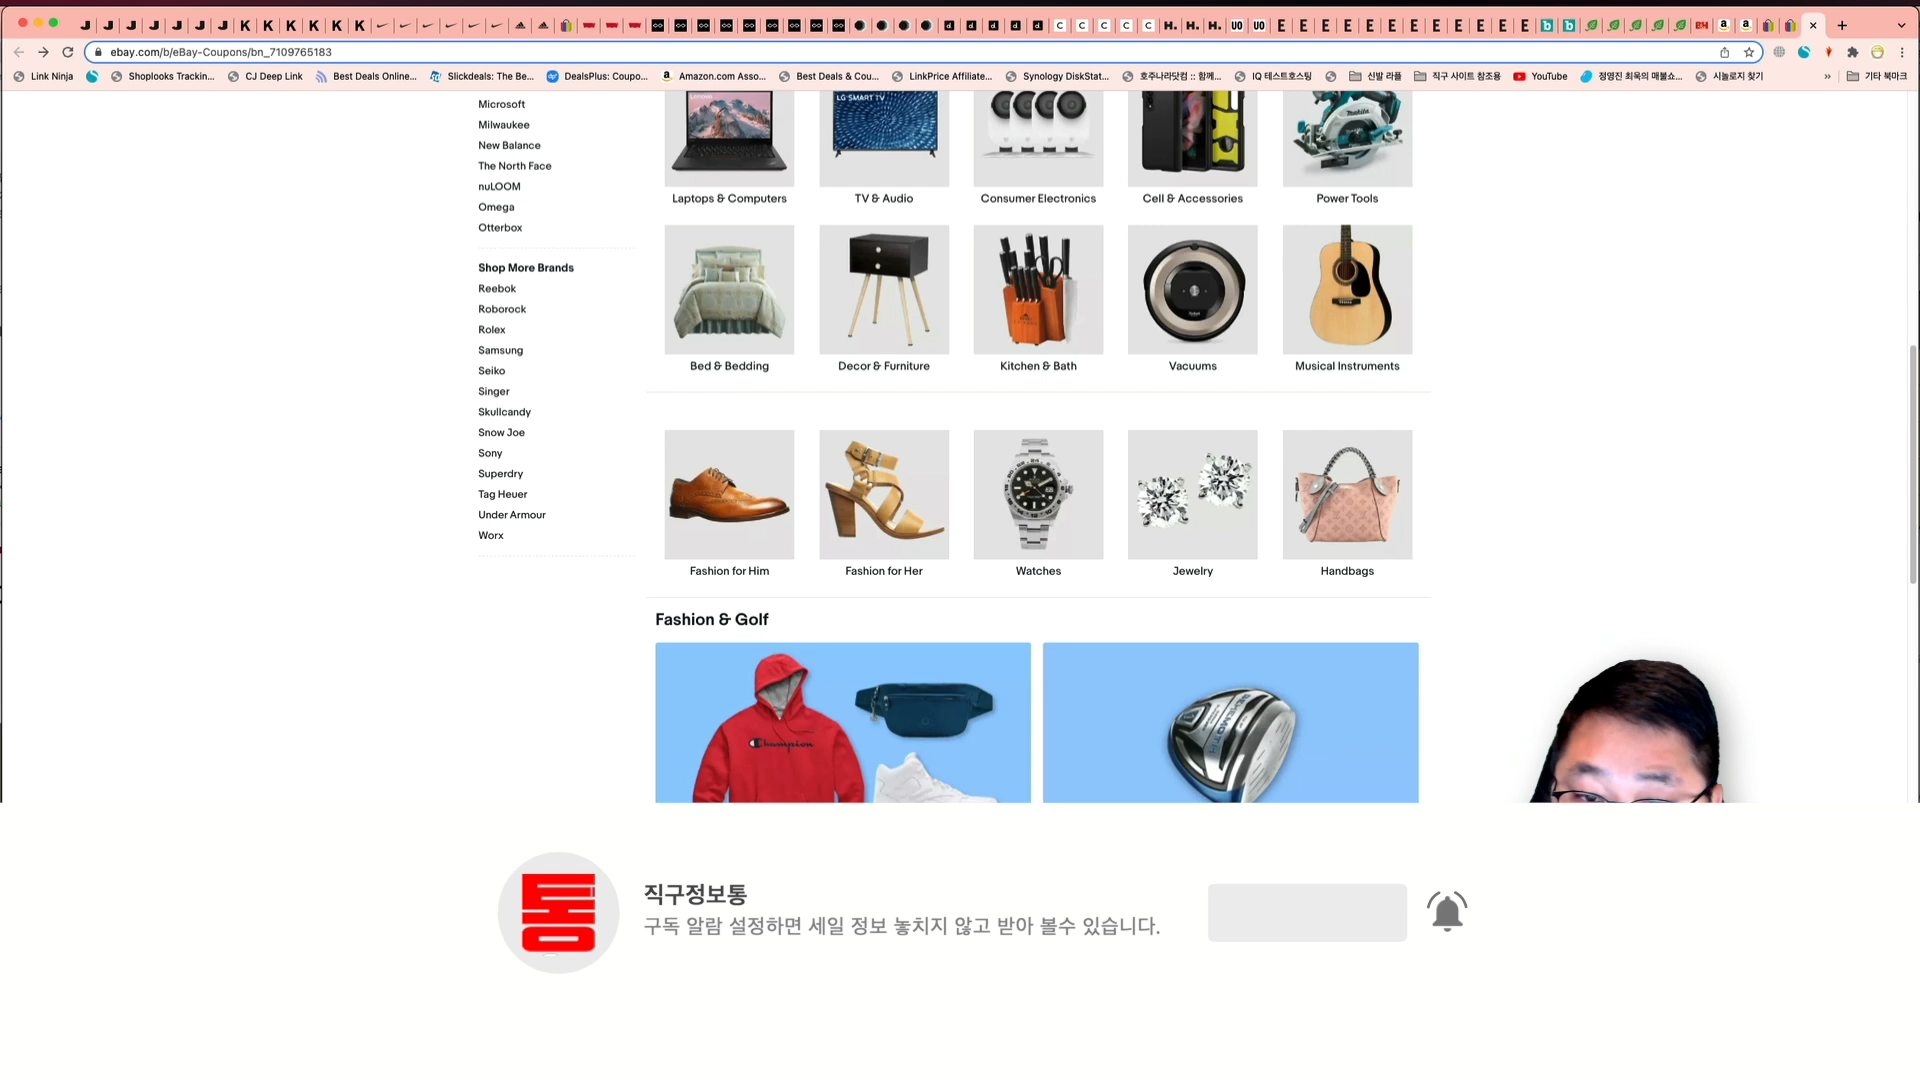 ebay.com/b/eBay-Coupons/bn_7109765183
Link Ninja
Shoplooks Trackin...
CJ Deep Link
Best Deals Online...
Slickdeals: The Be...
DealsPlus: Coupo...
Amazon.com Asso...
Best Deals & Cou...
LinkPrice Affiliate...
Synology DiskStat...
호주나라닷컴 :: 함께...
IQ 테스트호스팅
신발 라플
직구 사이트 참조용
YouTube
정영진 최욱의 매불쇼...
시놀로지 찾기
»
기타 북마크
Microsoft
Milwaukee
New Balance
The North Face
nuLOOM
Omega
Otterbox
Shop More Brands
Reebok
Roborock
Rolex
Samsung
Seiko
Singer
Skullcandy
Snow Joe
Sony
Superdry
Tag Heuer
Under Armour
Worx
Lenovo
LG SMART TV
makita
Laptops & Computers
TV & Audio
Consumer Electronics
Cell & Accessories
Power Tools
Bed & Bedding
Decor & Furniture
Kitchen & Bath
Vacuums
Musical Instruments
Fashion for Him
Fashion for Her
Watches
Jewelry
Handbags
Fashion & Golf
Champion
통
직구정보통
구독 알람 설정하면 세일 정보 놓치지 않고 받아 볼수 있습니다.